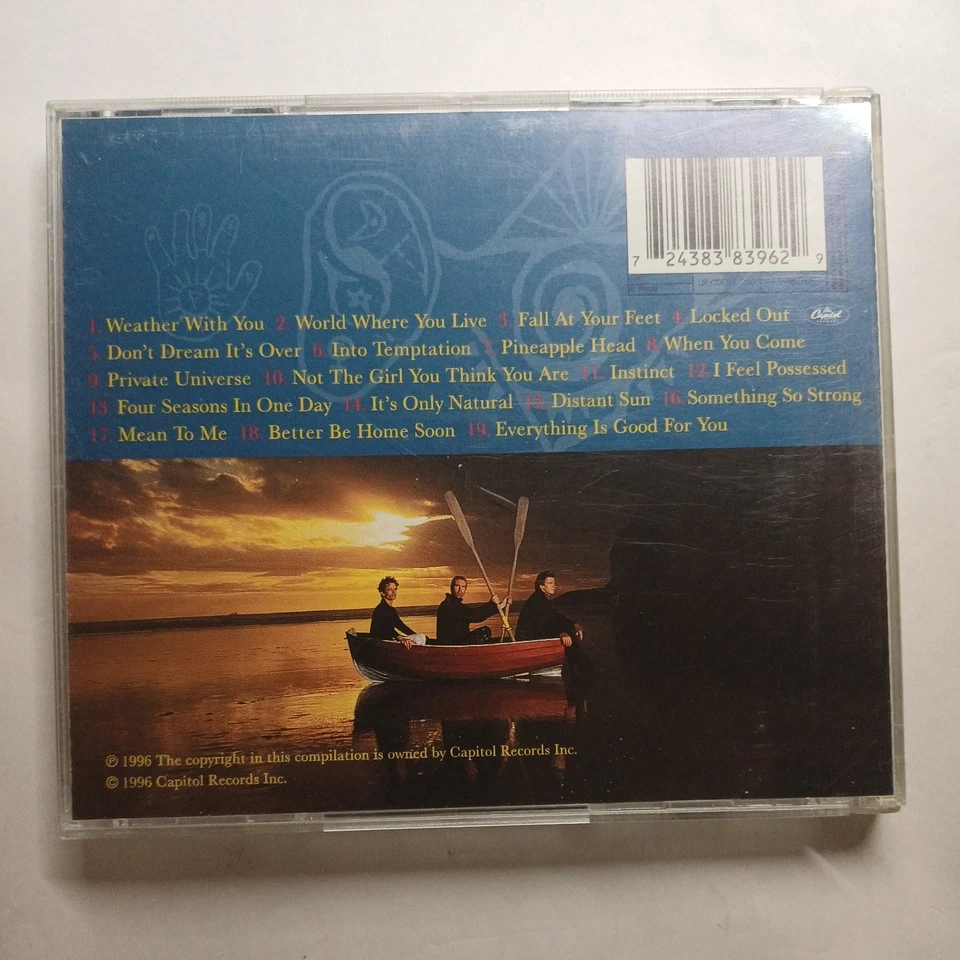 7 24383 83962 9
1. Weather With You 2. World Where You Live 3. Fall At Your Feet 4. Locked Out
Capitol
5. Don't Dream It's Over 6. Into Temptation 7. Pineapple Head 8. When You Come
9. Private Universe 10. Not The Girl You Think You Are 11. Instinct 12. I Feel Possessed
13. Four Seasons In One Day 14. It's Only Natural 15. Distant Sun 16. Something So Strong
17. Mean To Me 18. Better Be Home Soon 19. Everything Is Good For You
℗ 1996 The copyright in this compilation is owned by Capitol Records Inc.
© 1996 Capitol Records Inc.